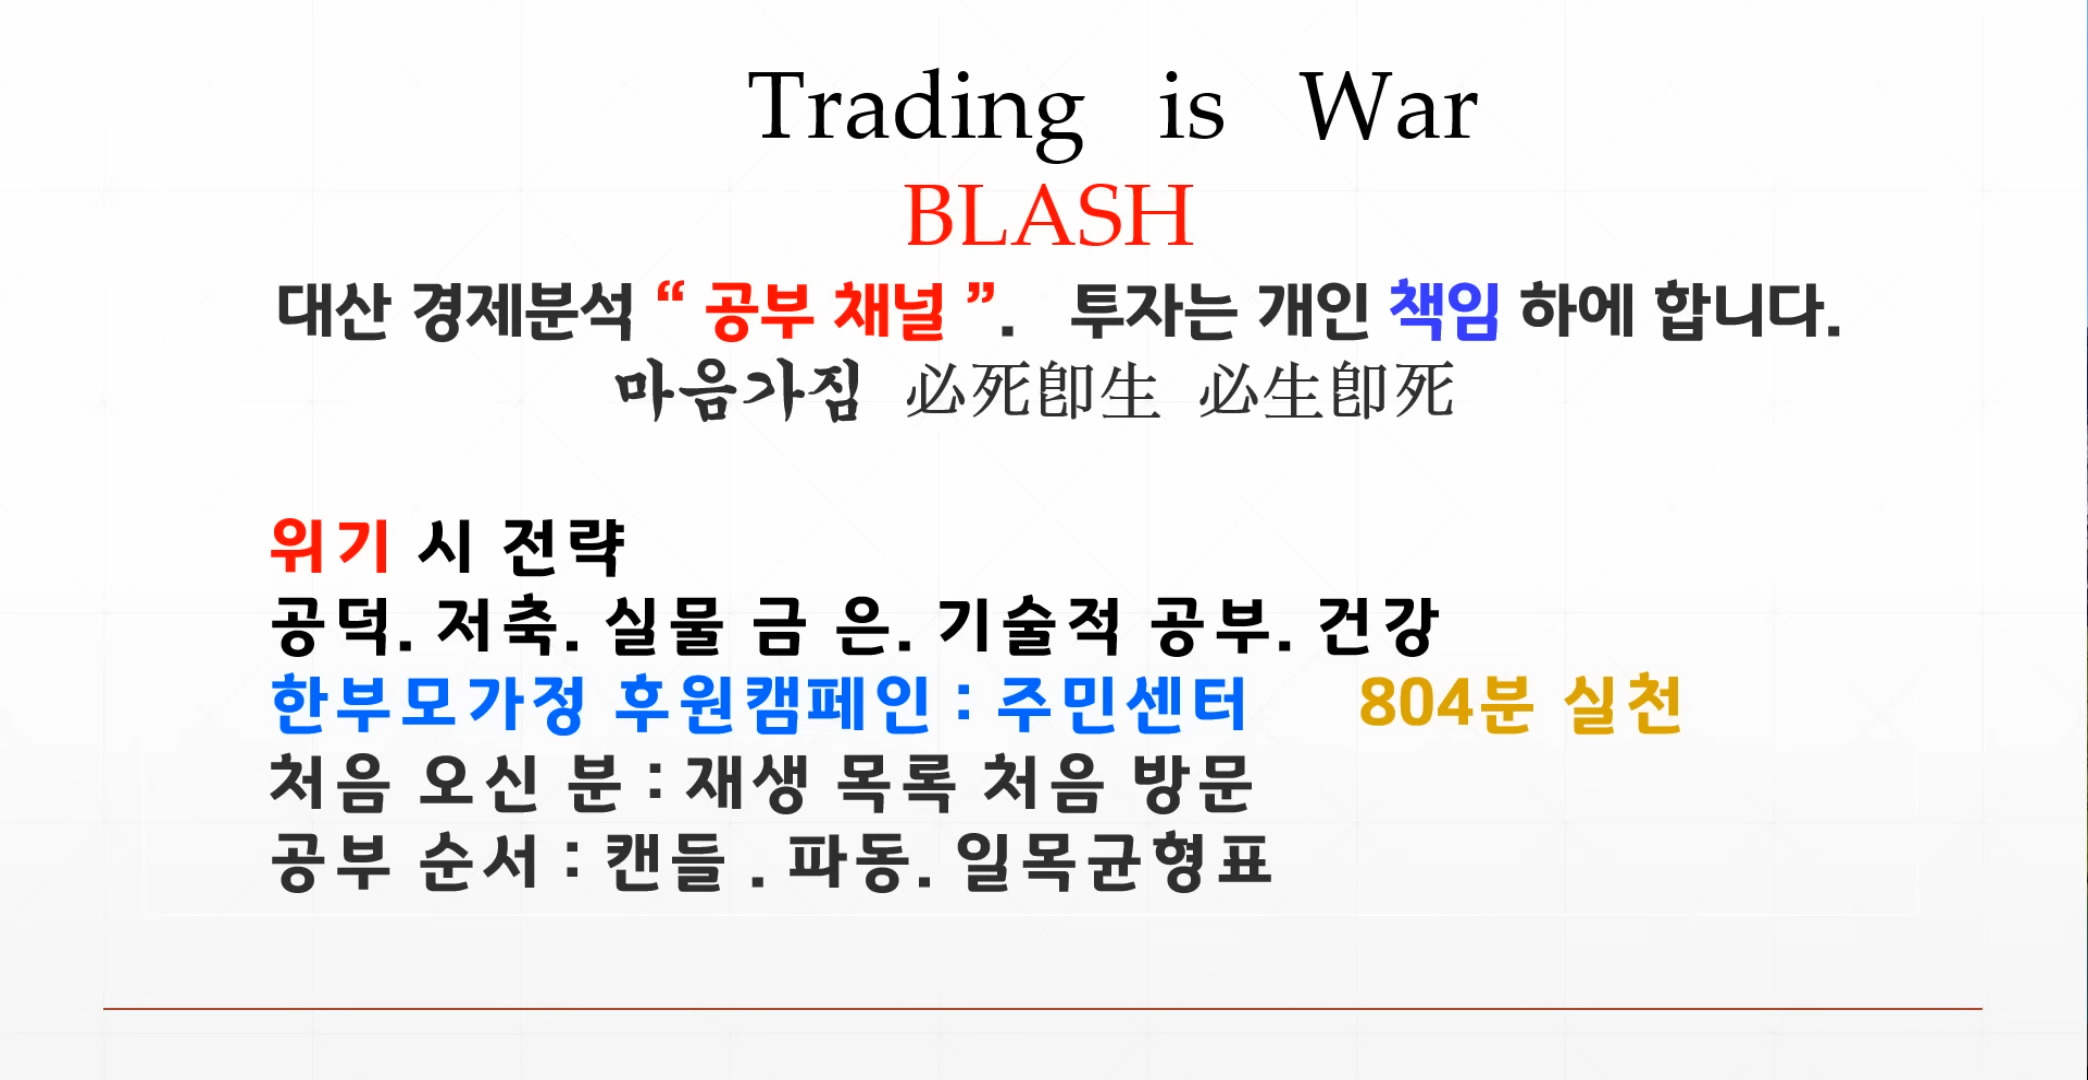 Trading is War
BLASH
대산 경제분석 “ 공부 채널 ”. 투자는 개인 책임 하에 합니다.
마음가짐 必死卽生 必生卽死
위기 시 전략
공덕. 저축. 실물 금 은. 기술적 공부. 건강
한부모가정 후원캠페인 : 주민센터 804분 실천
처음 오신 분 : 재생 목록 처음 방문
공부 순서 : 캔들 . 파동. 일목균형표